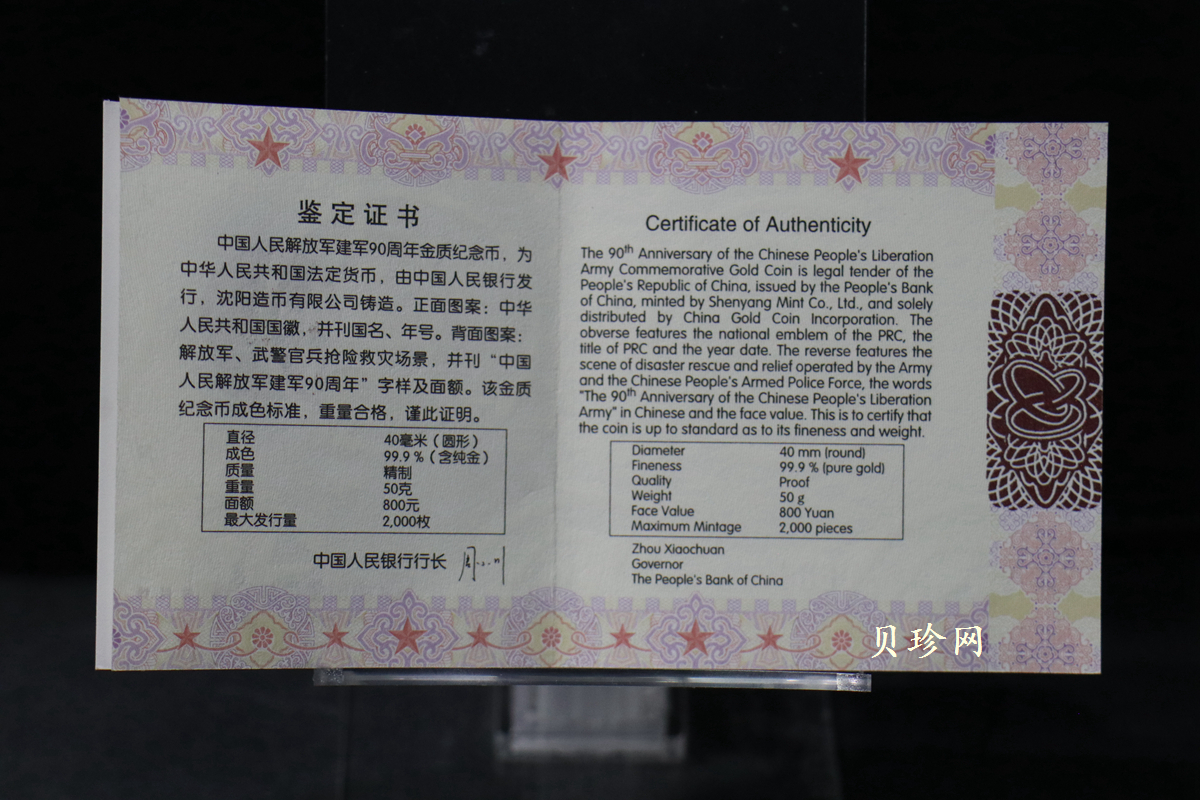 鉴定证书
中国人民解放军建军90周年金质纪念币，为
中华人民共和国法定货币，由中国人民银行发
行，沈阳造币有限公司铸造。正面图案：中华
人民共和国国徽，并刊国名、年号。背面图案：
解放军、武警官兵抢险救灾场景，并刊“中国
人民解放军建军90周年”字样及面额。该金质
纪念币成色标准，重量合格，谨此证明。
直径 40毫米（圆形）
成色 99.9％（含纯金）
质量 精制
重量 50克
面额 800元
最大发行量 2,000枚
中国人民银行行长
Certificate of Authenticity
The 90th Anniversary of the Chinese People's Liberation
Army Commemorative Gold Coin is legal tender of the
People's Republic of China, issued by the People's Bank
of China, minted by Shenyang Mint Co., Ltd., and solely
distributed by China Gold Coin Incorporation. The
obverse features the national emblem of the PRC, the
title of PRC and the year date. The reverse features the
scene of disaster rescue and relief operated by the Army
and the Chinese People's Armed Police Force, the words
"The 90th Anniversary of the Chinese People's Liberation
Army" in Chinese and the face value. This is to certify that
the coin is up to standard as to its fineness and weight.
Diameter 40 mm (round)
Fineness 99.9 % (pure gold)
Quality Proof
Weight 50 g
Face Value 800 Yuan
Maximum Mintage 2,000 pieces
Zhou Xiaochuan
Governor
The People's Bank of China
贝珍网